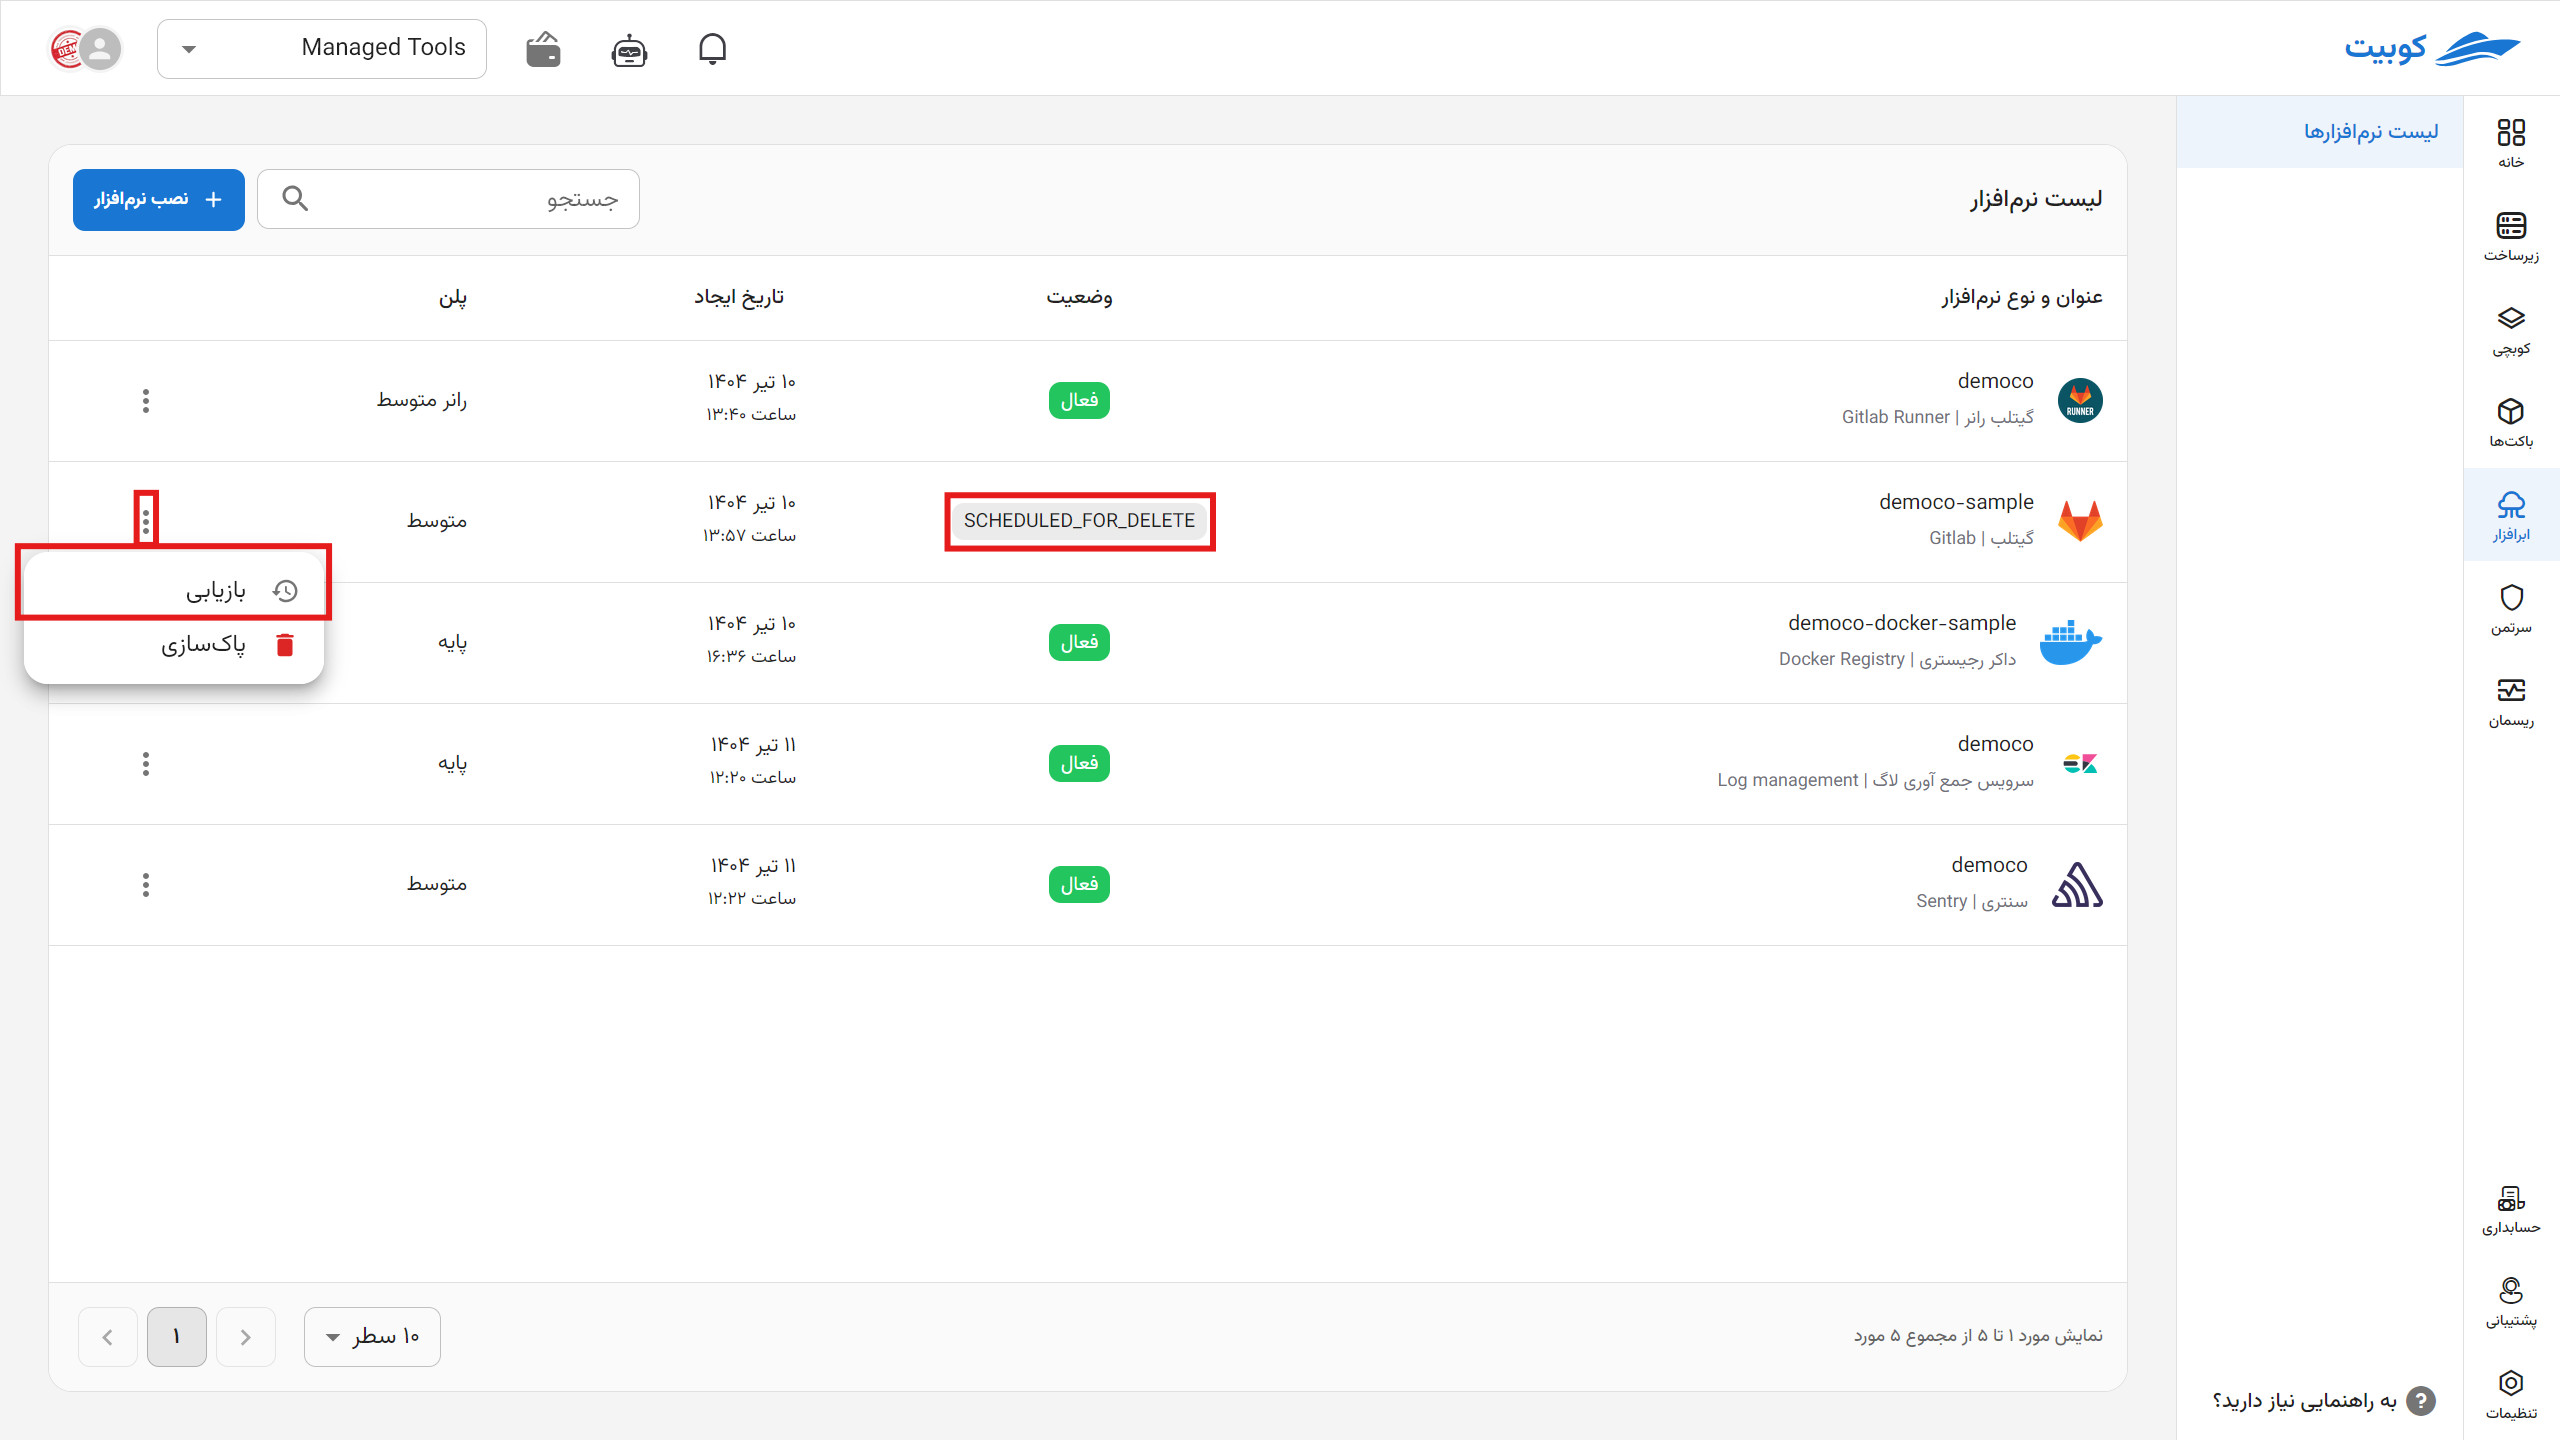 کوبیت
Managed Tools
DEMO
خانه
زیرساخت
کوبچی
باکت‌ها
ابرافزار
سرتمن
ریسمان
حسابداری
پشتیبانی
تنظیمات
لیست نرم‌افزارها
به راهنمایی نیاز دارید؟
لیست نرم‌افزار
جستجو
نصب نرم‌افزار
عنوان و نوع نرم‌افزار وضعیت تاریخ ایجاد پلن
RUNNER
democo
گیتلب رانر | Gitlab Runner
فعال
۱۰ تیر ۱۴۰۴
ساعت ۱۳:۴۰
رانر متوسط
democo-sample
گیتلب | Gitlab
SCHEDULED_FOR_DELETE
۱۰ تیر ۱۴۰۴
ساعت ۱۳:۵۷
متوسط
بازیابی
پاک‌سازی
democo-docker-sample
داکر رجیستری | Docker Registry
فعال
۱۰ تیر ۱۴۰۴
ساعت ۱۶:۳۶
پایه
democo
سرویس جمع آوری لاگ | Log management
فعال
۱۱ تیر ۱۴۰۴
ساعت ۱۲:۲۰
پایه
democo
سنتری | Sentry
فعال
۱۱ تیر ۱۴۰۴
ساعت ۱۲:۲۲
متوسط
نمایش مورد ۱ تا ۵ از مجموع ۵ مورد
۱۰ سطر
۱